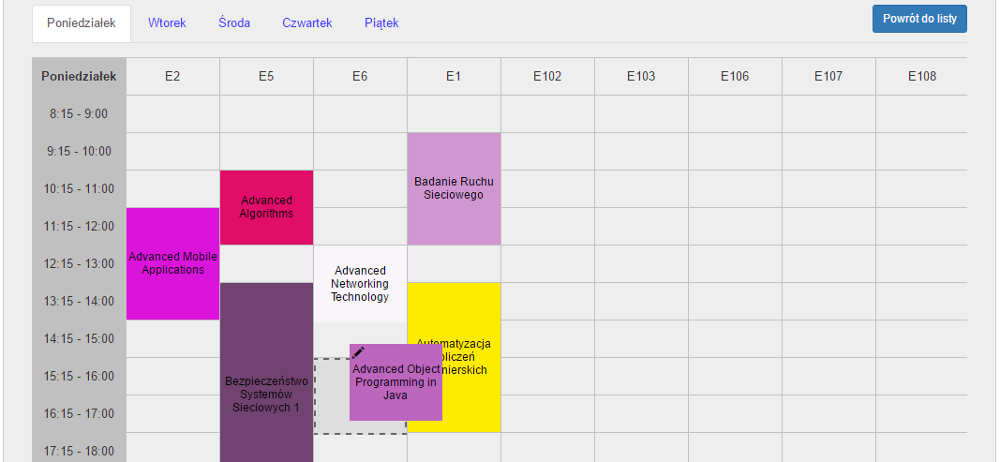 Poniedziałek Wtorek Środa Czwartek Piątek Powrót do listy
Poniedziałek E2 E5 E6 E1 E102 E103 E106 E107 E108
8:15 - 9:00
9:15 - 10:00
Badanie Ruchu
Sieciowego
10:15 - 11:00
Advanced
Algorithms
11:15 - 12:00
Advanced Mobile
Applications
12:15 - 13:00
Advanced
Networking
Technology
13:15 - 14:00
14:15 - 15:00
Automatyzacja
Advanced Object
Programming in
Java
15:15 - 16:00
Bezpieczeństwo
Systemów
Sieciowych 1
16:15 - 17:00
17:15 - 18:00